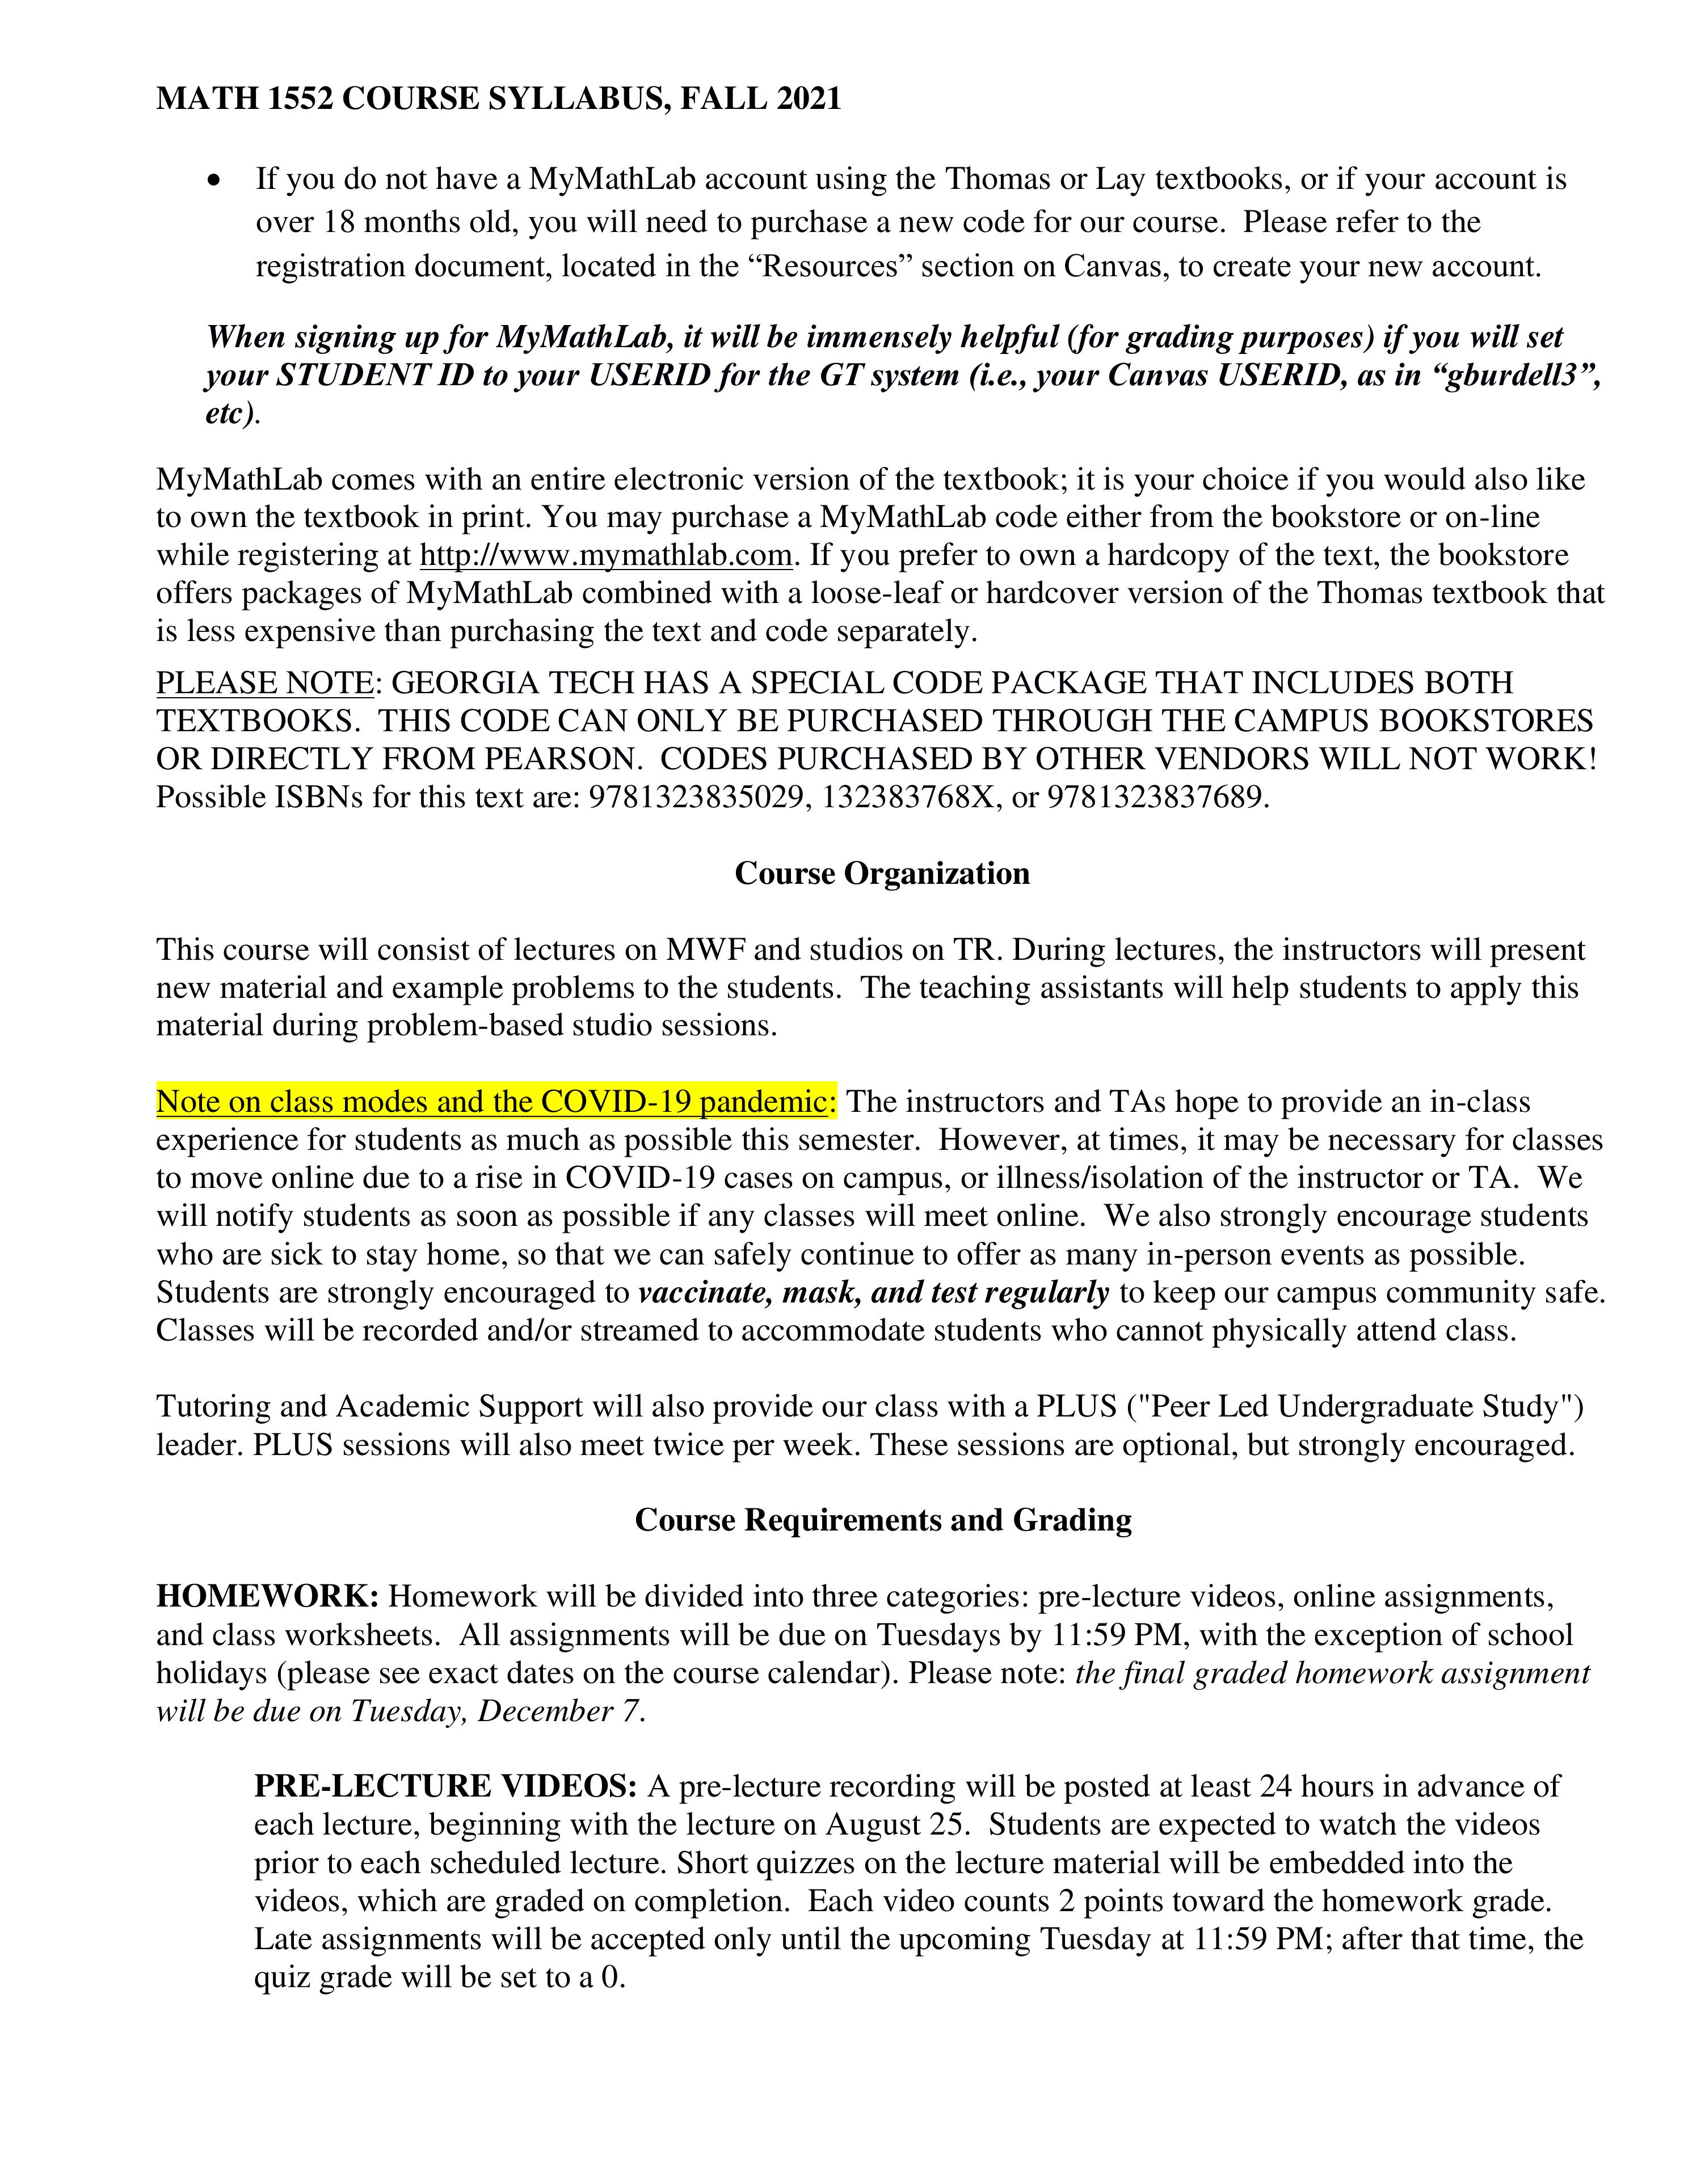 MATH 1552 COURSE SYLLABUS, FALL 2021
• If you do not have a MyMathLab account using the Thomas or Lay textbooks, or if your account is
over 18 months old, you will need to purchase a new code for our course.  Please refer to the
registration document, located in the “Resources” section on Canvas, to create your new account.
When signing up for MyMathLab, it will be immensely helpful (for grading purposes) if you will set
your STUDENT ID to your USERID for the GT system (i.e., your Canvas USERID, as in “gburdell3”,
etc).
MyMathLab comes with an entire electronic version of the textbook; it is your choice if you would also like
to own the textbook in print. You may purchase a MyMathLab code either from the bookstore or on-line
while registering at http://www.mymathlab.com. If you prefer to own a hardcopy of the text, the bookstore
offers packages of MyMathLab combined with a loose-leaf or hardcover version of the Thomas textbook that
is less expensive than purchasing the text and code separately.
PLEASE NOTE: GEORGIA TECH HAS A SPECIAL CODE PACKAGE THAT INCLUDES BOTH
TEXTBOOKS.  THIS CODE CAN ONLY BE PURCHASED THROUGH THE CAMPUS BOOKSTORES
OR DIRECTLY FROM PEARSON.  CODES PURCHASED BY OTHER VENDORS WILL NOT WORK!
Possible ISBNs for this text are: 9781323835029, 132383768X, or 9781323837689.
Course Organization
This course will consist of lectures on MWF and studios on TR. During lectures, the instructors will present
new material and example problems to the students.  The teaching assistants will help students to apply this
material during problem-based studio sessions.
Note on class modes and the COVID-19 pandemic: The instructors and TAs hope to provide an in-class
experience for students as much as possible this semester.  However, at times, it may be necessary for classes
to move online due to a rise in COVID-19 cases on campus, or illness/isolation of the instructor or TA.  We
will notify students as soon as possible if any classes will meet online.  We also strongly encourage students
who are sick to stay home, so that we can safely continue to offer as many in-person events as possible.
Students are strongly encouraged to vaccinate, mask, and test regularly to keep our campus community safe.
Classes will be recorded and/or streamed to accommodate students who cannot physically attend class.
Tutoring and Academic Support will also provide our class with a PLUS ("Peer Led Undergraduate Study")
leader. PLUS sessions will also meet twice per week. These sessions are optional, but strongly encouraged.
Course Requirements and Grading
HOMEWORK: Homework will be divided into three categories: pre-lecture videos, online assignments,
and class worksheets.  All assignments will be due on Tuesdays by 11:59 PM, with the exception of school
holidays (please see exact dates on the course calendar). Please note: the final graded homework assignment
will be due on Tuesday, December 7.
PRE-LECTURE VIDEOS: A pre-lecture recording will be posted at least 24 hours in advance of
each lecture, beginning with the lecture on August 25.  Students are expected to watch the videos
prior to each scheduled lecture. Short quizzes on the lecture material will be embedded into the
videos, which are graded on completion.  Each video counts 2 points toward the homework grade.
Late assignments will be accepted only until the upcoming Tuesday at 11:59 PM; after that time, the
quiz grade will be set to a 0.